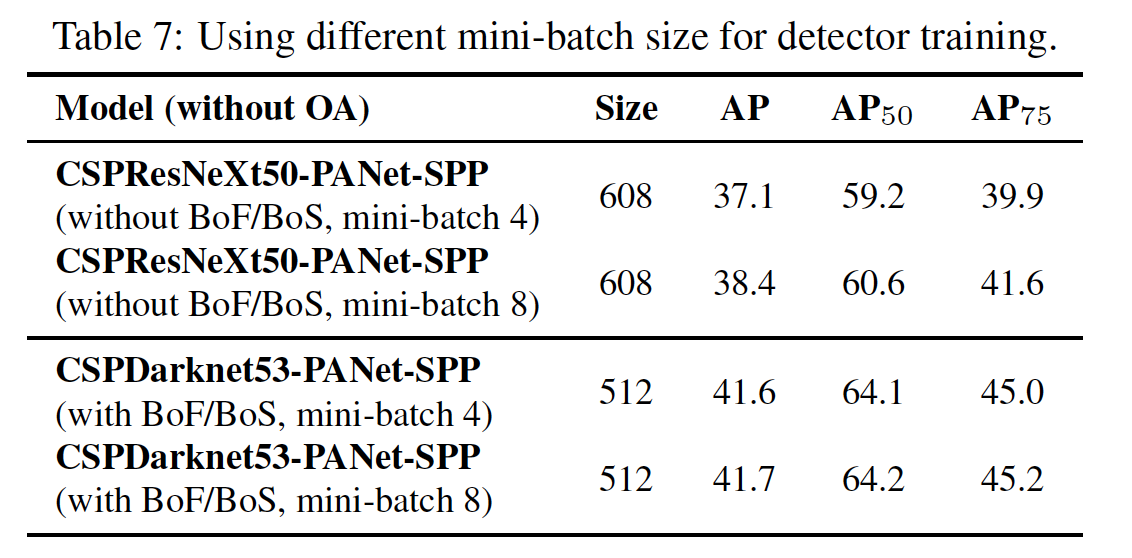 Table 7: Using different mini-batch size for detector training.
Model (without OA) Size AP AP50 AP75
CSPResNeXt50-PANet-SPP
(without BoF/BoS, mini-batch 4) 608 37.1 59.2 39.9
CSPResNeXt50-PANet-SPP
(without BoF/BoS, mini-batch 8) 608 38.4 60.6 41.6
CSPDarknet53-PANet-SPP
(with BoF/BoS, mini-batch 4) 512 41.6 64.1 45.0
CSPDarknet53-PANet-SPP
(with BoF/BoS, mini-batch 8) 512 41.7 64.2 45.2